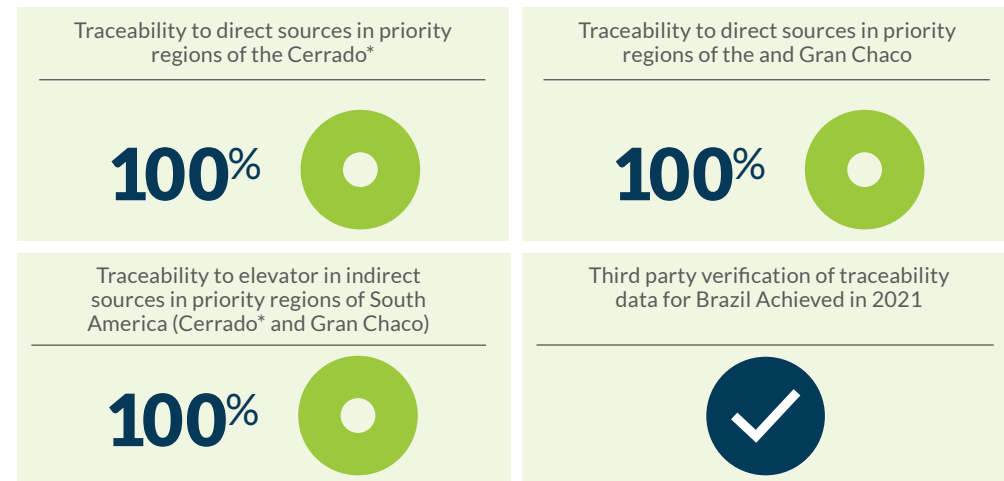 Traceability to direct sources in priority
regions of the Cerrado*
100%
Traceability to direct sources in priority
regions of the and Gran Chaco
100%
Traceability to elevator in indirect
sources in priority regions of South
America (Cerrado* and Gran Chaco)
100%
Third party verification of traceability
data for Brazil Achieved in 2021